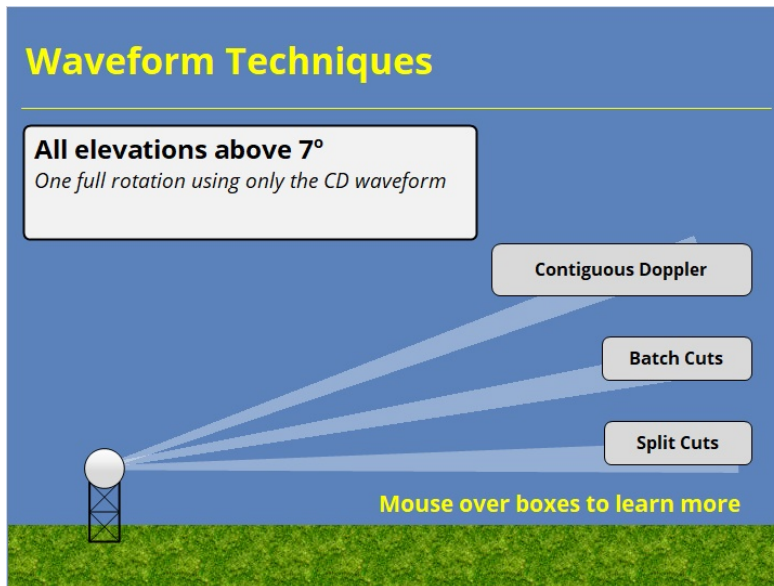 Waveform Techniques
All elevations above 7º
One full rotation using only the CD waveform
Contiguous Doppler
Batch Cuts
Split Cuts
Mouse over boxes to learn more